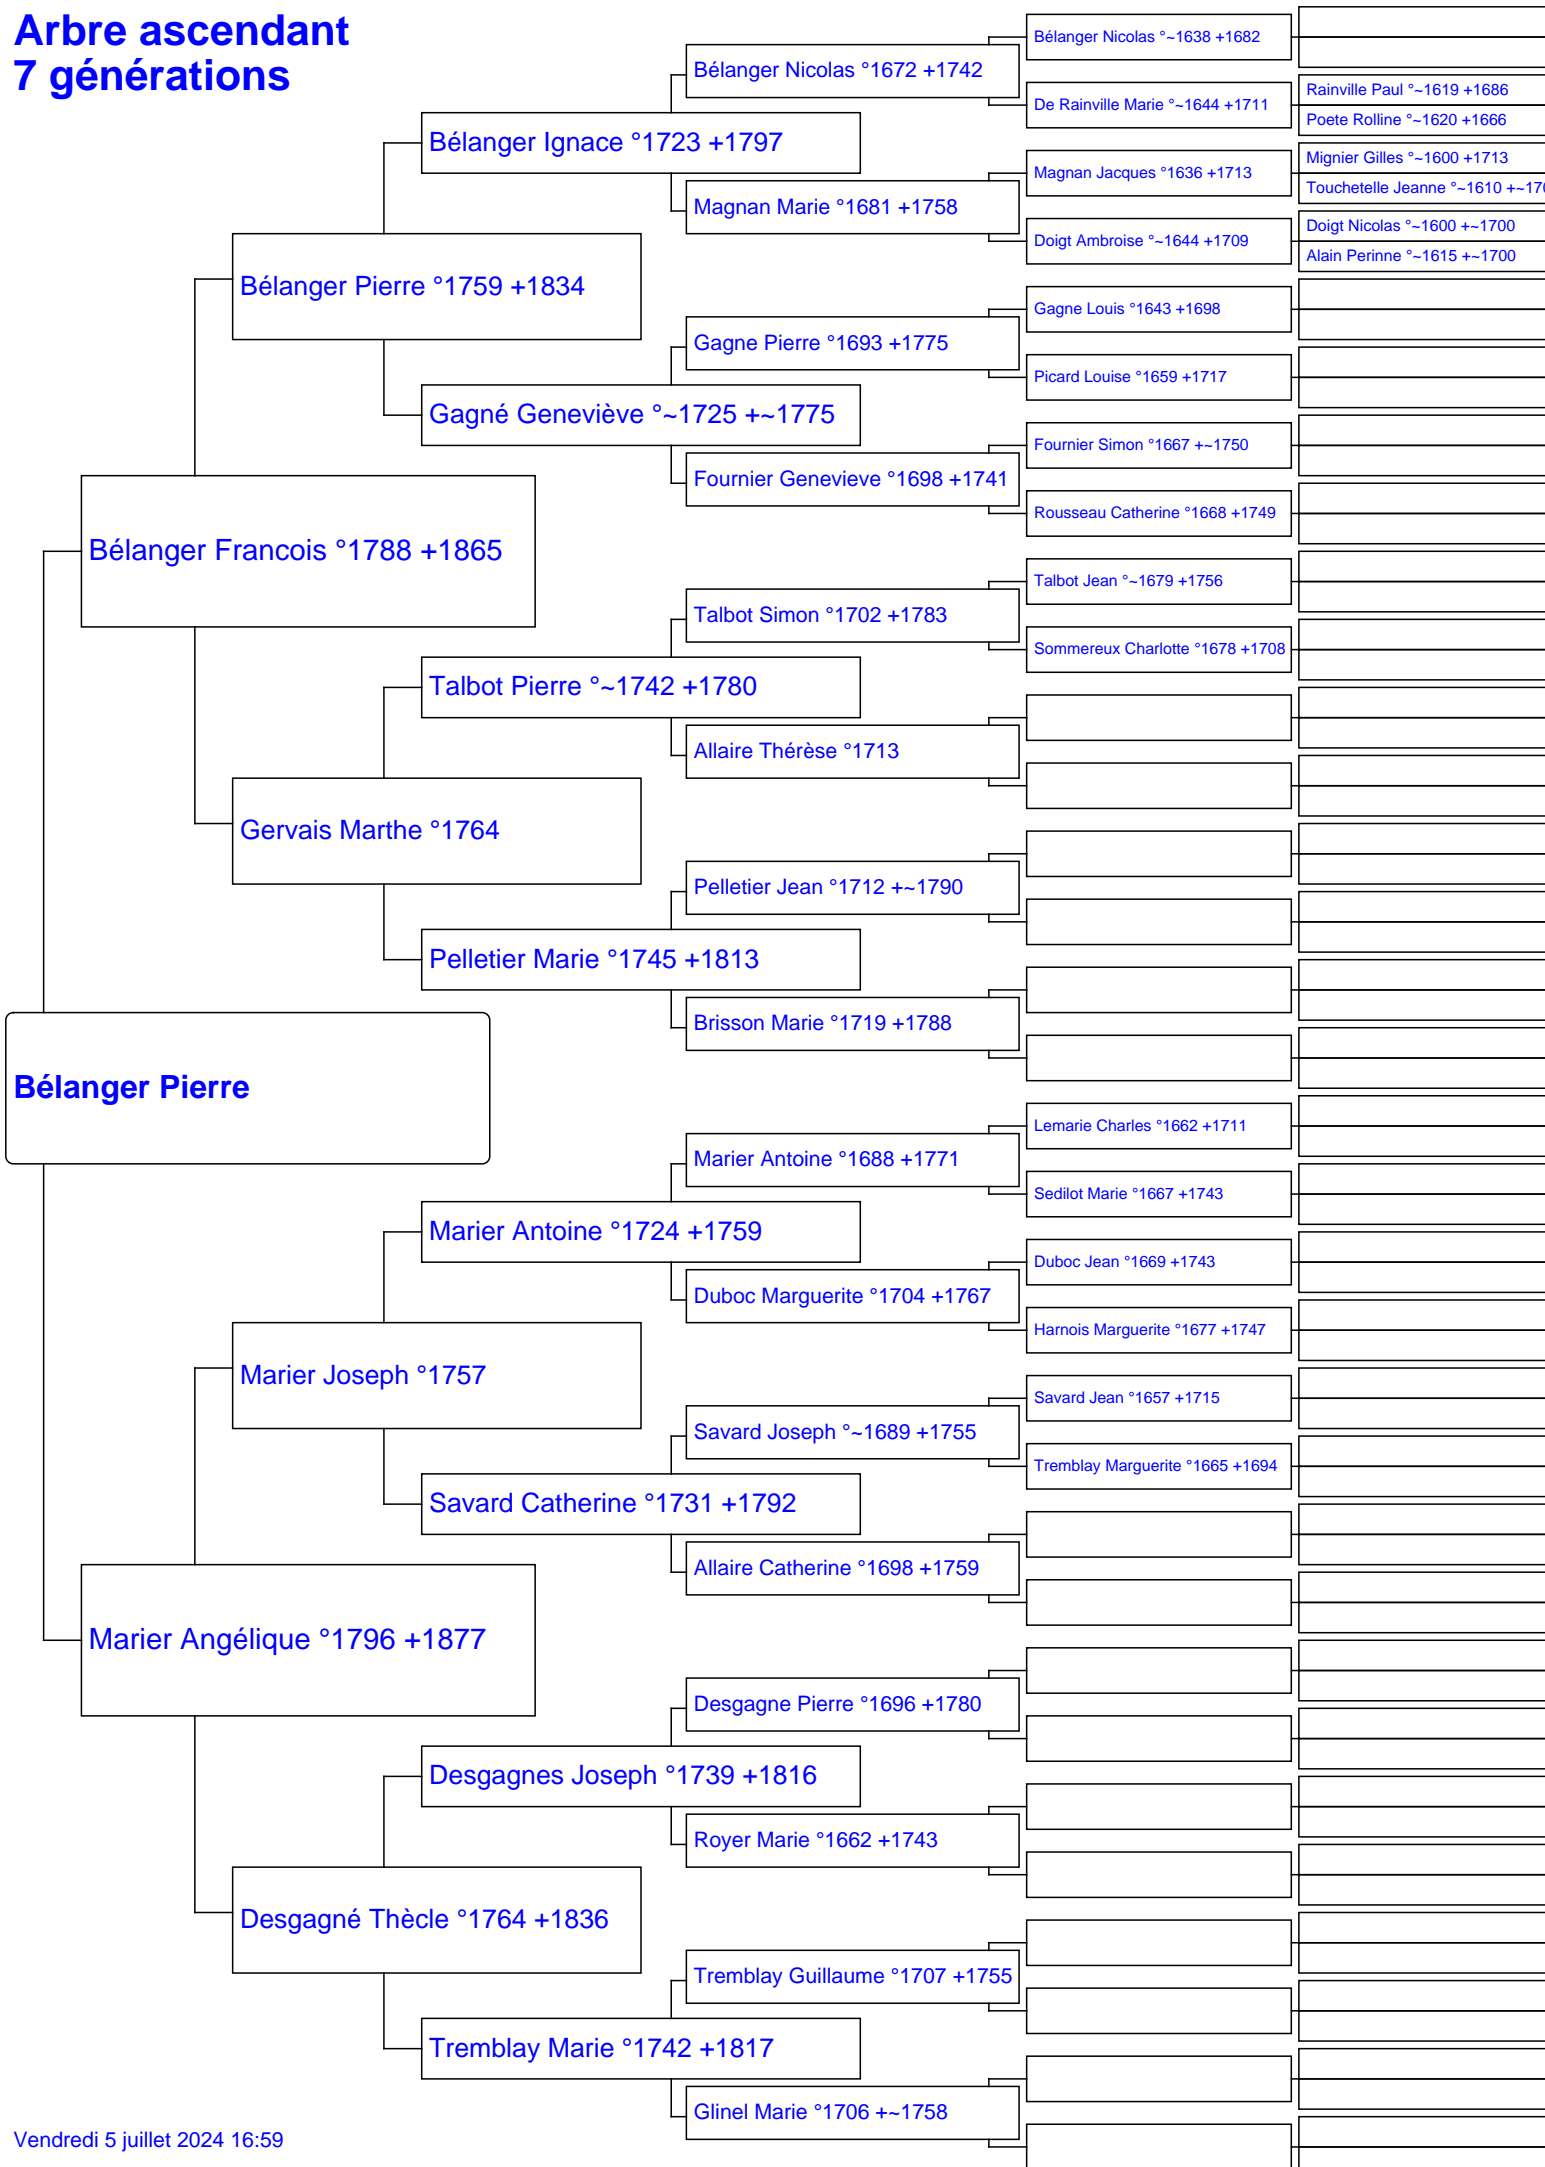 Arbre ascendant
7 générations
Bélanger Pierre
Bélanger Francois °1788 +1865
Marier Angélique °1796 +1877
Bélanger Pierre °1759 +1834
Gervais Marthe °1764
Marier Joseph °1757
Desgagné Thècle °1764 +1836
Bélanger Ignace °1723 +1797
Gagné Geneviève °~1725 +~1775
Talbot Pierre °~1742 +1780
Pelletier Marie °1745 +1813
Marier Antoine °1724 +1759
Savard Catherine °1731 +1792
Desgagnes Joseph °1739 +1816
Tremblay Marie °1742 +1817
Bélanger Nicolas °1672 +1742
Magnan Marie °1681 +1758
Gagne Pierre °1693 +1775
Fournier Genevieve °1698 +1741
Talbot Simon °1702 +1783
Allaire Thérèse °1713
Pelletier Jean °1712 +~1790
Brisson Marie °1719 +1788
Marier Antoine °1688 +1771
Duboc Marguerite °1704 +1767
Savard Joseph °~1689 +1755
Allaire Catherine °1698 +1759
Desgagne Pierre °1696 +1780
Royer Marie °1662 +1743
Tremblay Guillaume °1707 +1755
Glinel Marie °1706 +~1758
Bélanger Nicolas °~1638 +1682
De Rainville Marie °~1644 +1711
Magnan Jacques °1636 +1713
Doigt Ambroise °~1644 +1709
Gagne Louis °1643 +1698
Picard Louise °1659 +1717
Fournier Simon °1667 +~1750
Rousseau Catherine °1668 +1749
Talbot Jean °~1679 +1756
Sommereux Charlotte °1678 +1708
Lemarie Charles °1662 +1711
Sedilot Marie °1667 +1743
Duboc Jean °1669 +1743
Harnois Marguerite °1677 +1747
Savard Jean °1657 +1715
Tremblay Marguerite °1665 +1694
Rainville Paul °~1619 +1686
Poete Rolline °~1620 +1666
Mignier Gilles °~1600 +1713
Touchetelle Jeanne °~1610
Doigt Nicolas °~1600 +~1700
Alain Perinne °~1615 +~1700
Vendredi 5 juillet 2024 16:59